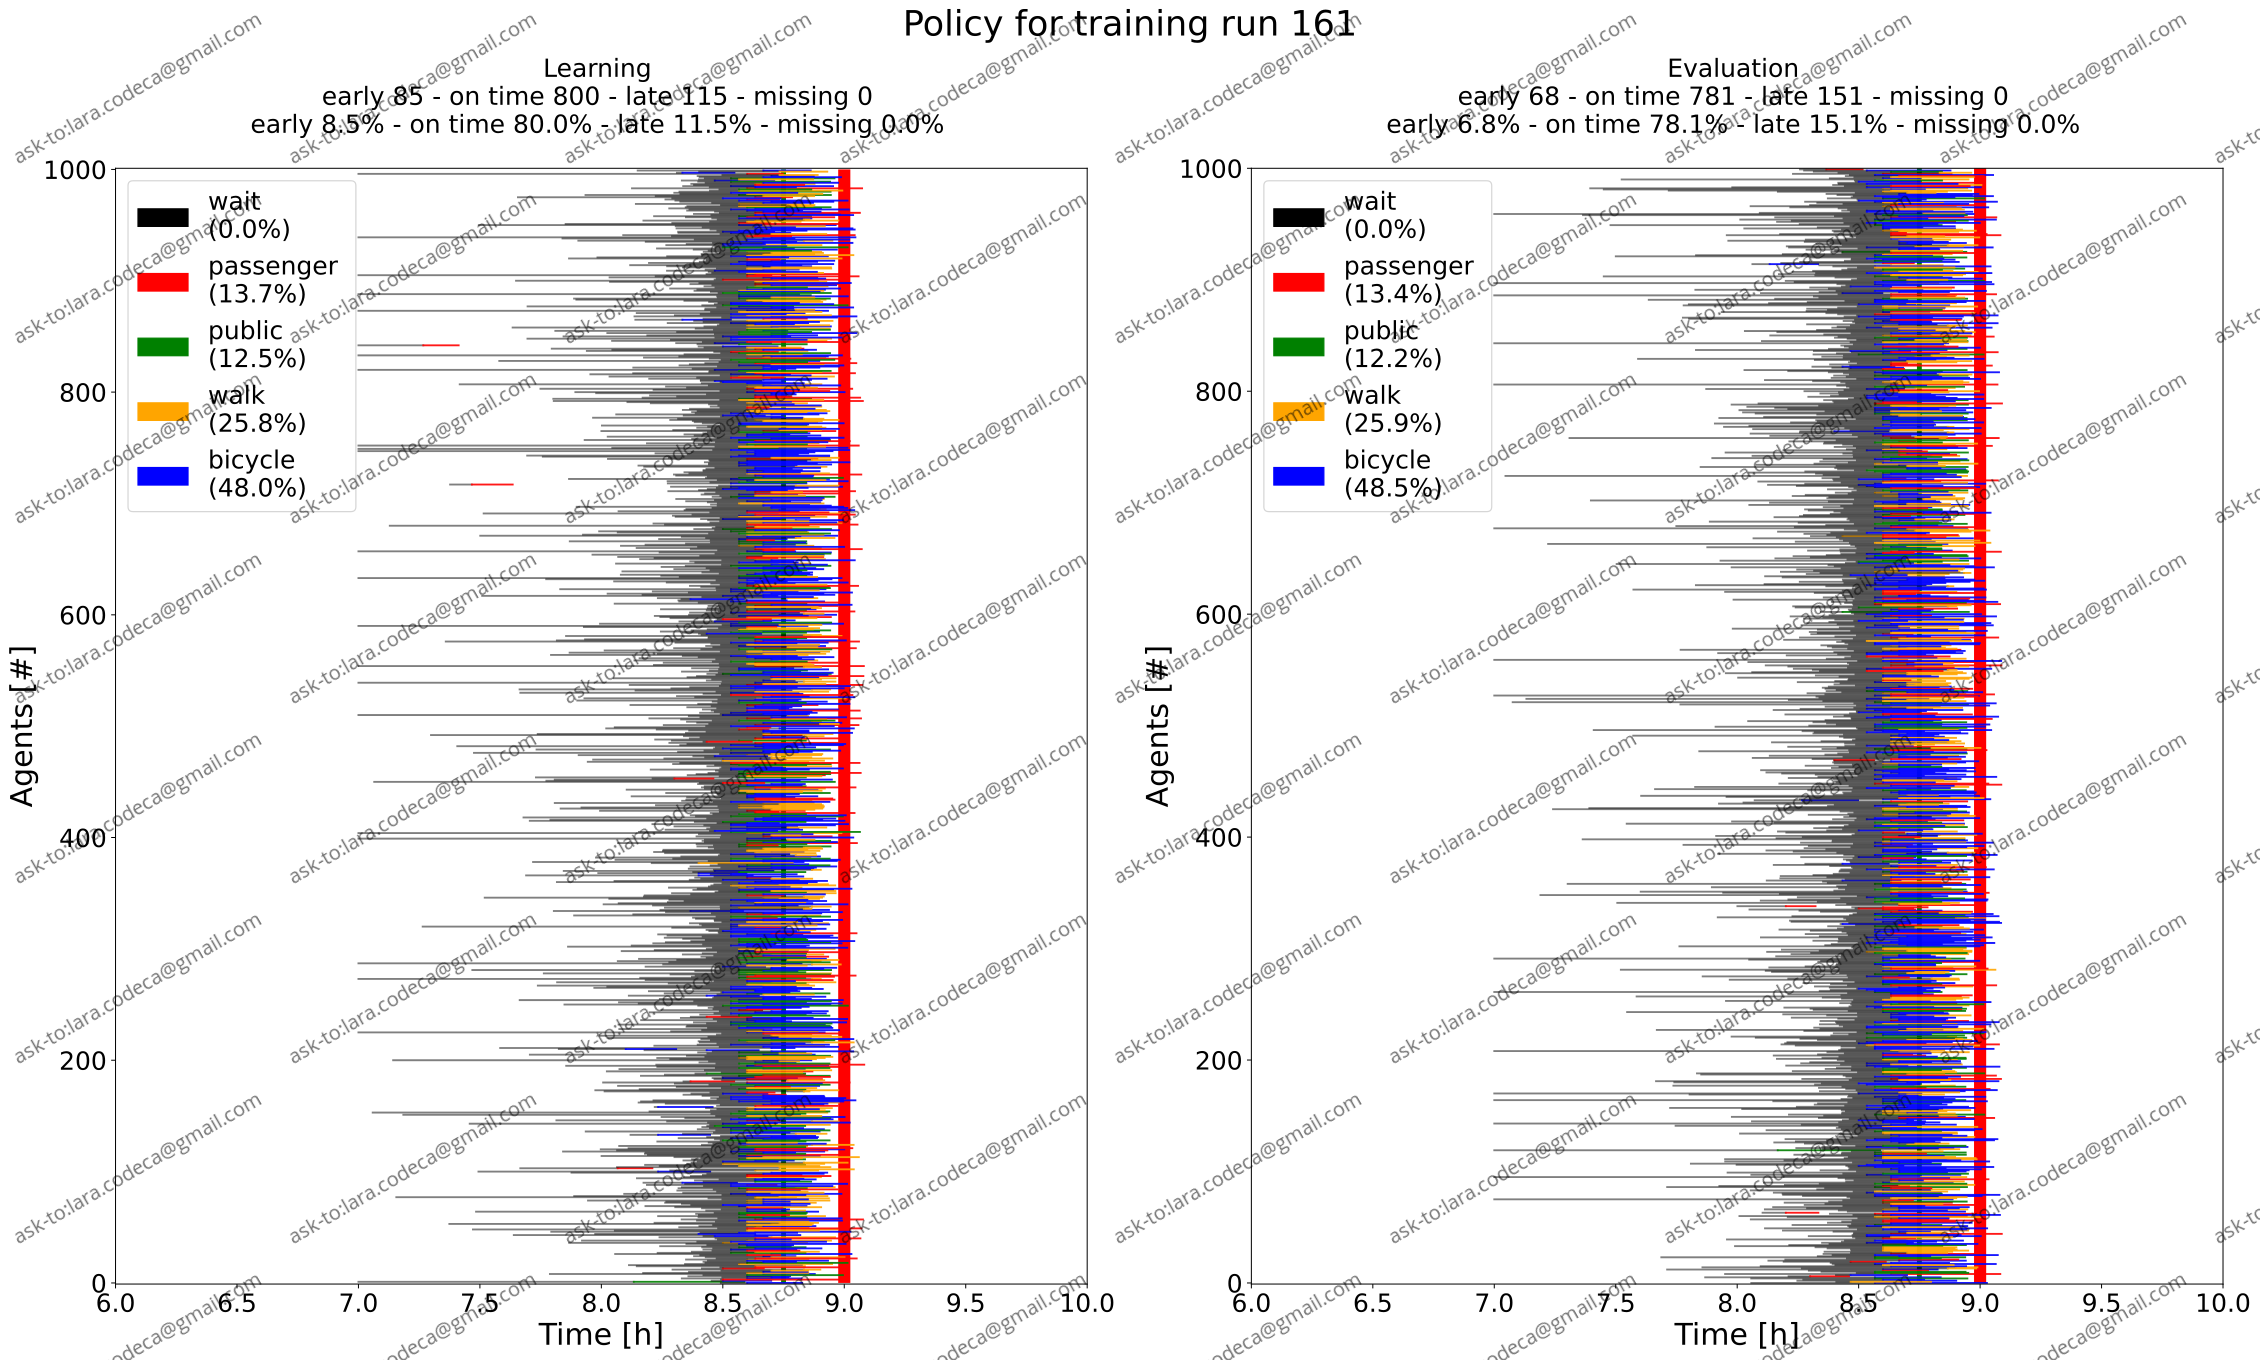 Policy for training run 161
Learning
early 85 - on time 800 - late 115 - missing 0
early 8.5% - on time 80.0% - late 11.5% - missing 0.0%
1000
800
600
400
200
0
Agents [#]
wait
(0.0%)
passenger
(13.7%)
public
(12.5%)
walk
(25.8%)
bicycle
(48.0%)
6.0 6.5 7.0 7.5 8.0 8.5 9.0 9.5 10.0
Time [h]
Evaluation
early 68 - on time 781 - late 151 - missing 0
early 6.8% - on time 78.1% - late 15.1% - missing 0.0%
1000
800
600
400
200
0
Agents [#]
wait
(0.0%)
passenger
(13.4%)
public
(12.2%)
walk
(25.9%)
bicycle
(48.5%)
6.0 6.5 7.0 7.5 8.0 8.5 9.0 9.5 10.0
Time [h]
ask-to:lara.codeca@gmail.com